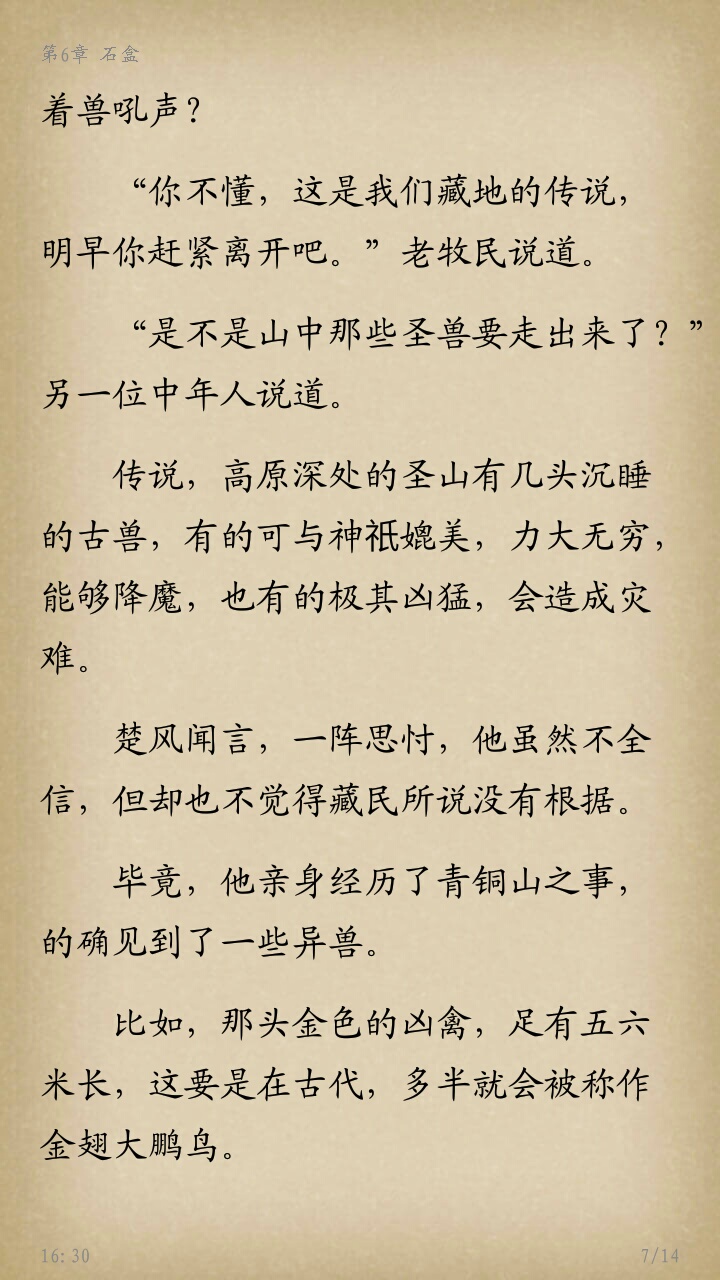 第6章 石盒
着兽吼声？
“你不懂，这是我们藏地的传说，
明早你赶紧离开吧。”老牧民说道。
“是不是山中那些圣兽要走出来了？”
另一位中年人说道。
传说，高原深处的圣山有几头沉睡
的古兽，有的可与神祇媲美，力大无穷，
能够降魔，也有的极其凶猛，会造成灾
难。
楚风闻言，一阵思忖，他虽然不全
信，但却也不觉得藏民所说没有根据。
毕竟，他亲身经历了青铜山之事，
的确见到了一些异兽。
比如，那头金色的凶禽，足有五六
米长，这要是在古代，多半就会被称作
金翅大鹏鸟。
16:30
7/14